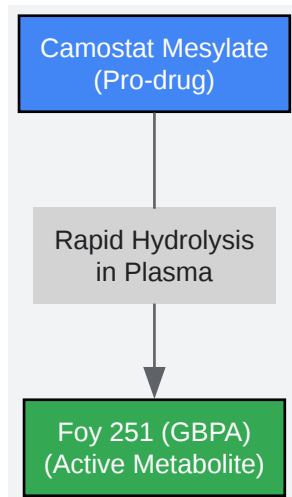 Camostat Mesylate
(Pro-drug)
Rapid Hydrolysis
in Plasma
Foy 251 (GBPA)
(Active Metabolite)